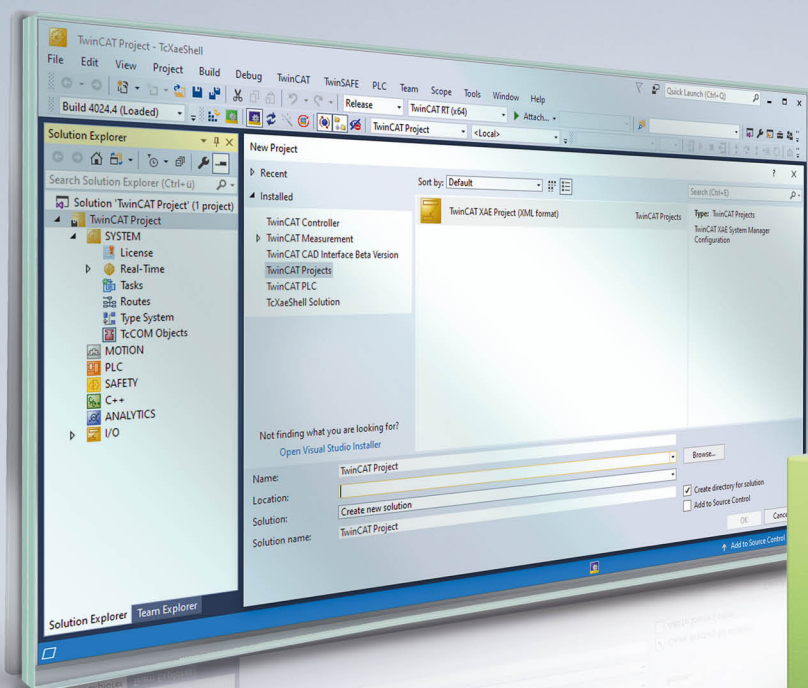 TwinCAT Project - TcXaeShell
File Edit View Project Build Debug TwinCAT TwinSAFE PLC Team Scope Tools Window Help
Quick Launch (Ctrl+Q)
Release TwinCAT RT (x64) Attach...
Build 4024.4 (Loaded) TwinCAT Project <Local>
Solution Explorer
Search Solution Explorer (Ctrl+ü)
Solution 'TwinCAT Project' (1 project)
TwinCAT Project
SYSTEM
License
Real-Time
Tasks
Routes
Type System
TcCOM Objects
MOTION
PLC
SAFETY
C++
ANALYTICS
I/O
Solution Explorer Team Explorer
New Project
? X
Recent
Installed
TwinCAT Controller
TwinCAT Measurement
TwinCAT CAD Interface Beta Version
TwinCAT Projects
TwinCAT PLC
TcXaeShell Solution
Not finding what you are looking for?
Open Visual Studio Installer
Sort by: Default
TwinCAT XAE Project (XML format) TwinCAT Projects
Search (Ctrl+E)
Type: TwinCAT Projects
TwinCAT XAE System Manager
Configuration
Name: TwinCAT Project
Location:
Browse...
Solution: Create new solution
Solution name: TwinCAT Project
Create directory for solution
Add to Source Control
OK Cance
Add to Source Control